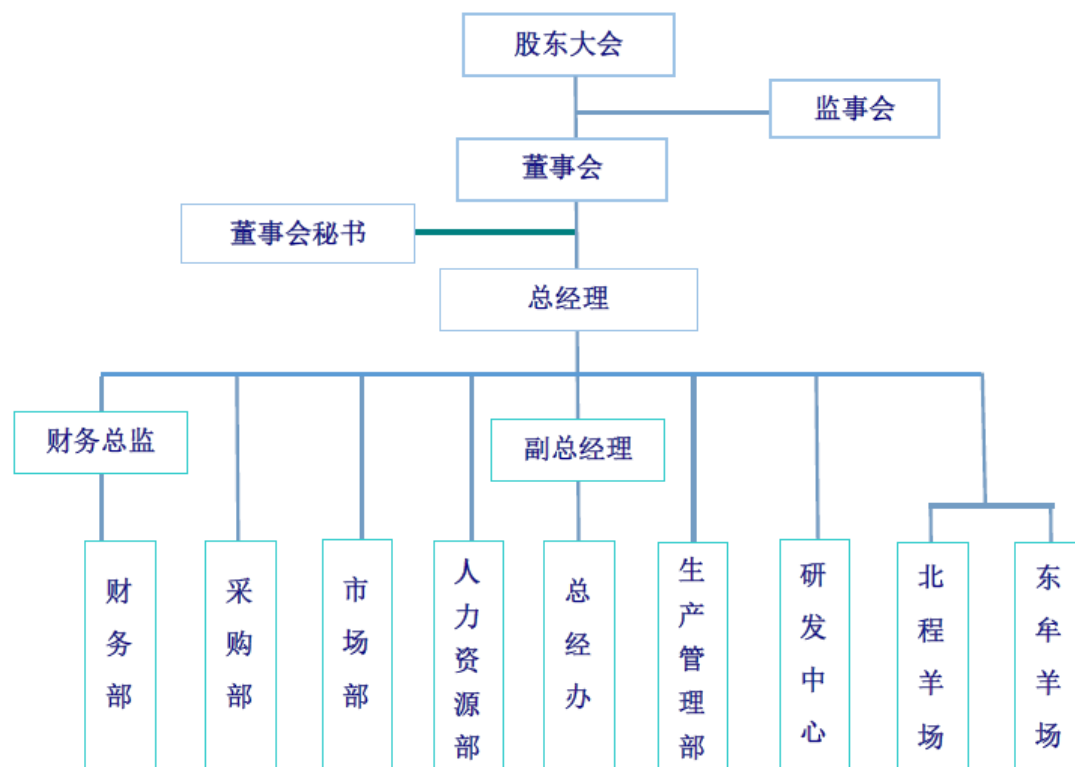 股东大会
监事会
董事会
董事会秘书
总经理
财务总监
副总经理
财务部
采购部
市场部
人力资源部
总经办
生产管理部
研发中心
北程羊场
东牟羊场